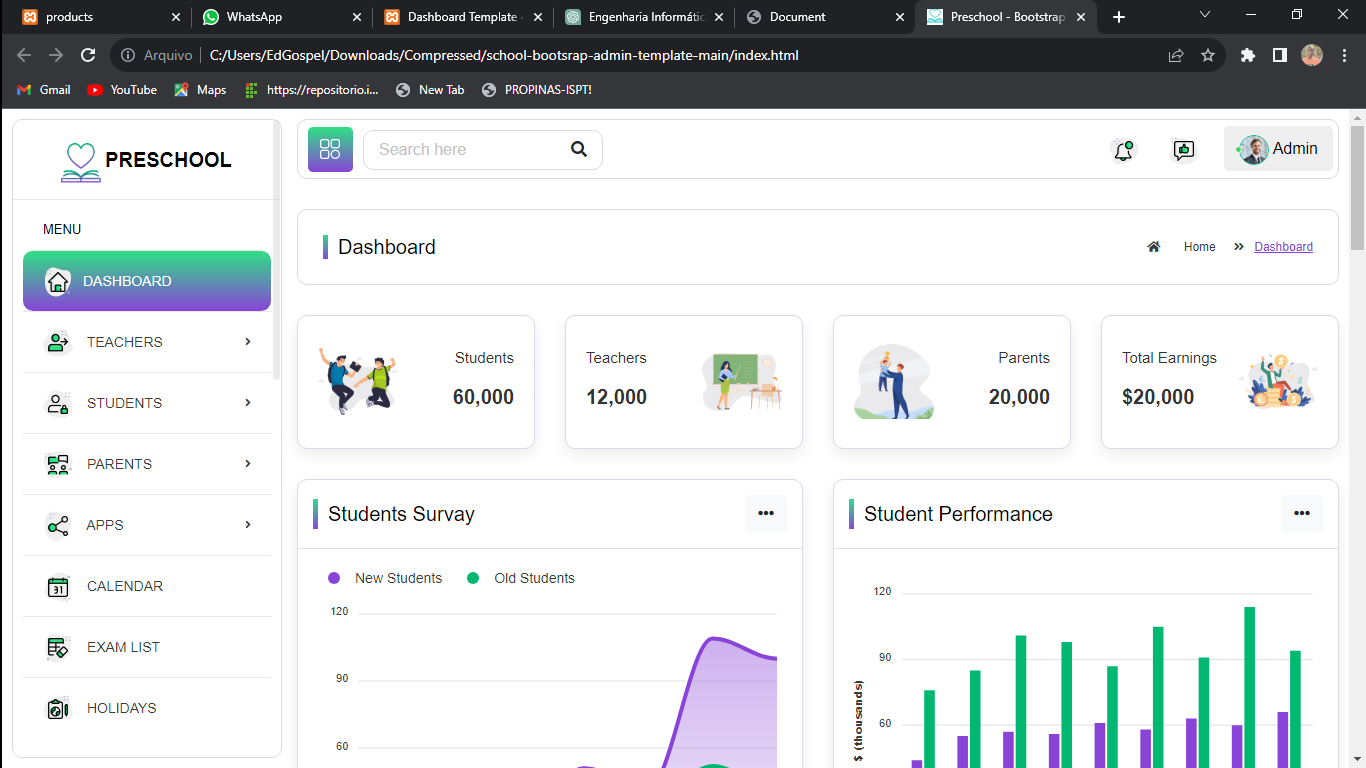 products
WhatsApp
Dashboard Template -
Engenharia Informátic
Document
Preschool - Bootstrap
Arquivo
C:/Users/EdGospel/Downloads/Compressed/school-bootsrap-admin-template-main/index.html
Gmail
YouTube
Maps
https://repositorio.i...
New Tab
PROPINAS-ISPT!
PRESCHOOL
MENU
DASHBOARD
TEACHERS
STUDENTS
PARENTS
APPS
CALENDAR
31
EXAM LIST
HOLIDAYS
Search here
Admin
Dashboard
Home
Dashboard
Students
60,000
Teachers
12,000
Parents
20,000
Total Earnings
$20,000
Students Survay
New Students
Old Students
120
90
60
Student Performance
120
90
60
$ (thousands)